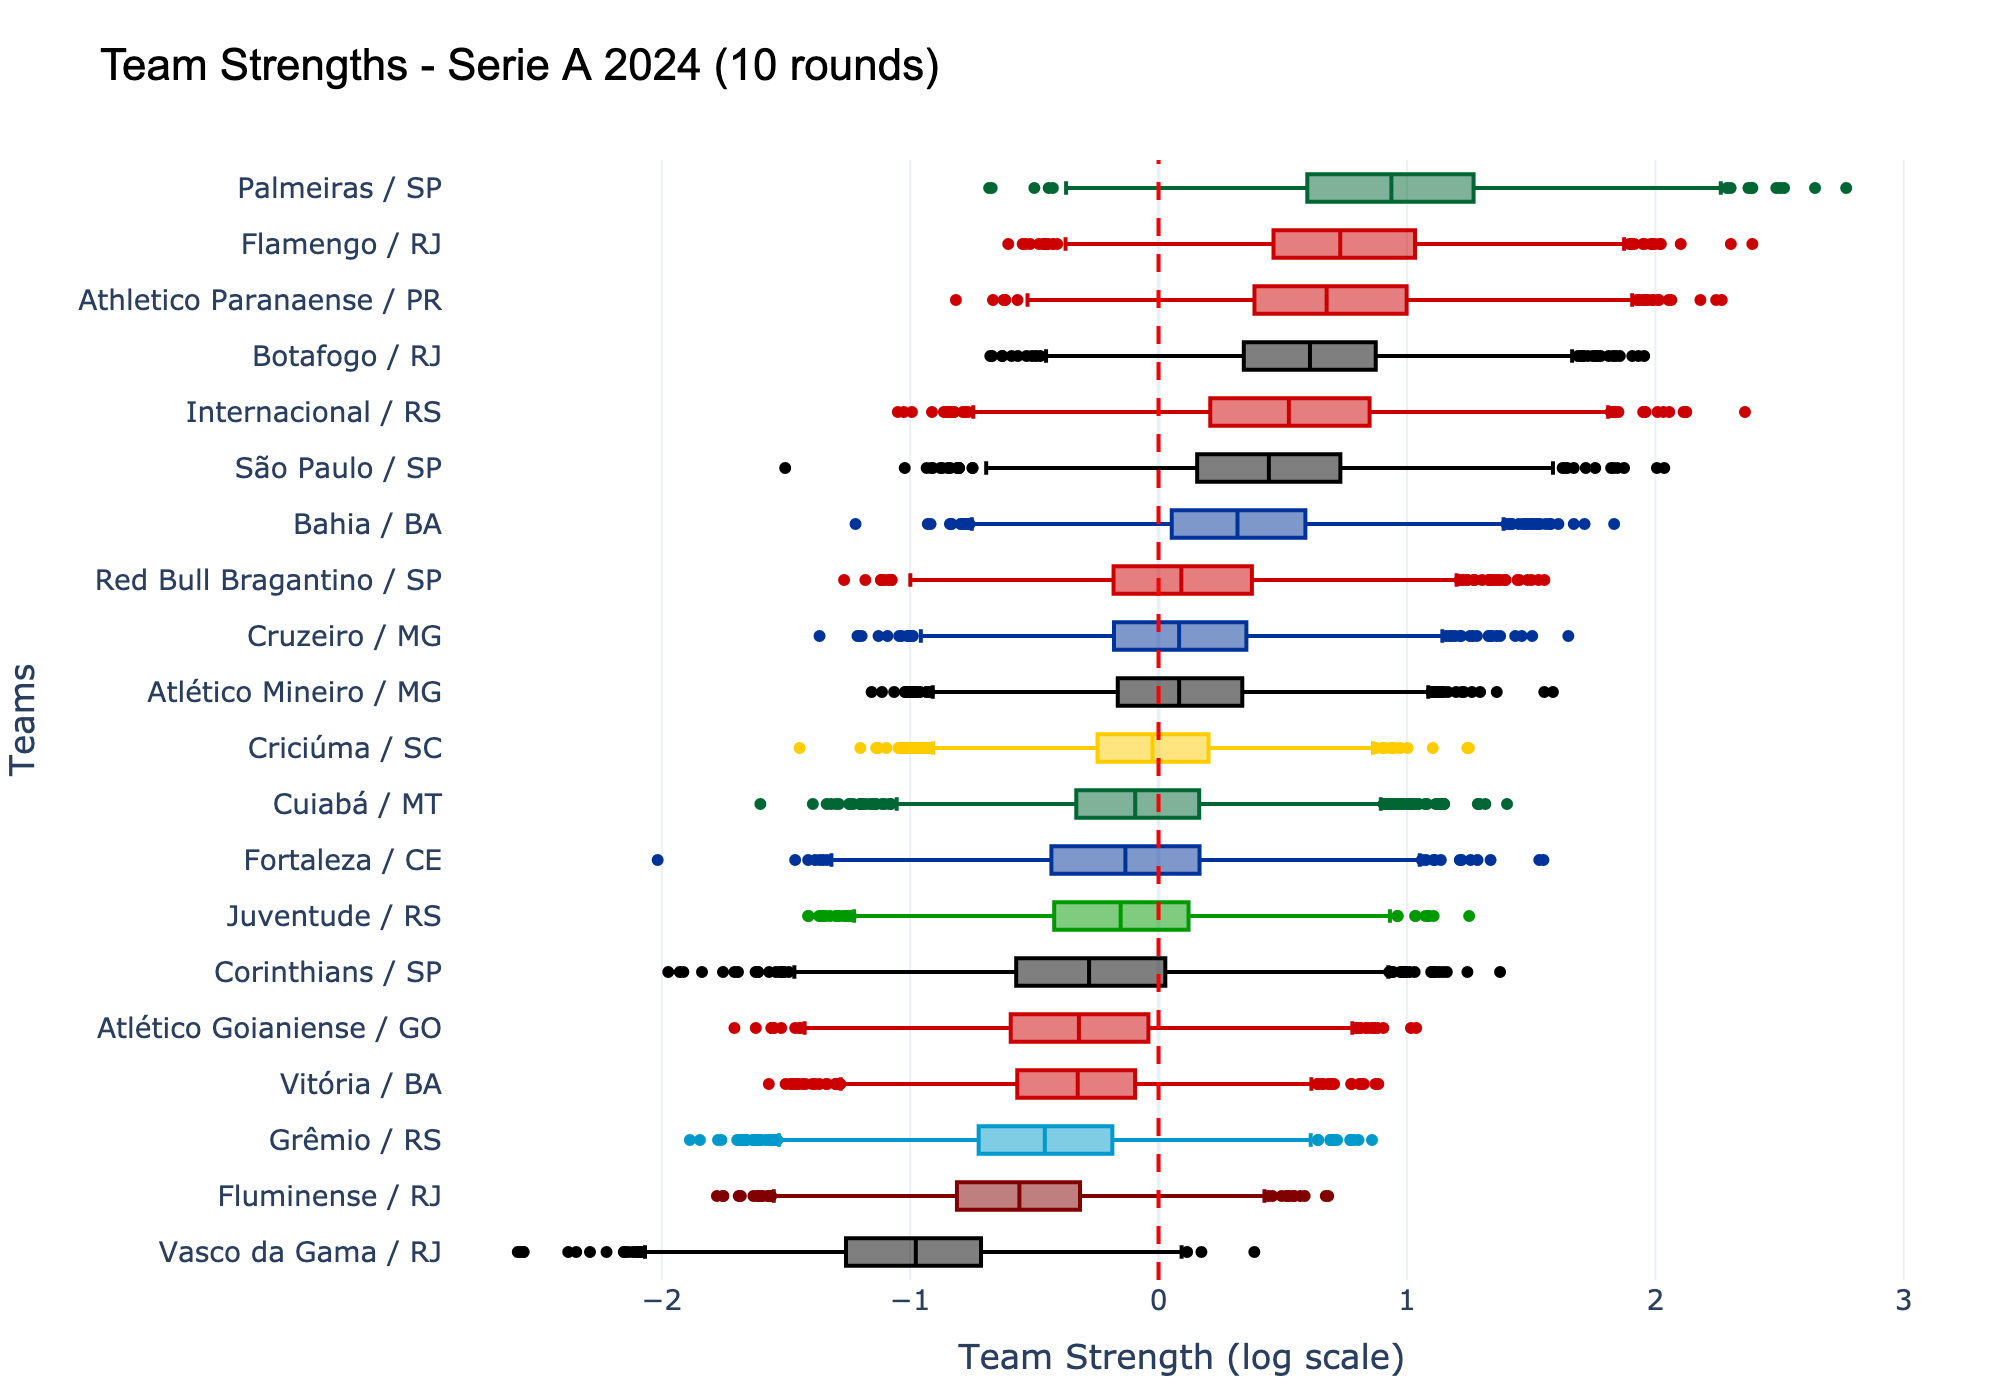 Team Strengths - Serie A 2024 (10 rounds)
Teams
Palmeiras / SP
Flamengo / RJ
Athletico Paranaense / PR
Botafogo / RJ
Internacional / RS
São Paulo / SP
Bahia / BA
Red Bull Bragantino / SP
Cruzeiro / MG
Atlético Mineiro / MG
Criciúma / SC
Cuiabá / MT
Fortaleza / CE
Juventude / RS
Corinthians / SP
Atlético Goianiense / GO
Vitória / BA
Grêmio / RS
Fluminense / RJ
Vasco da Gama / RJ
−2 −1 0 1 2 3
Team Strength (log scale)